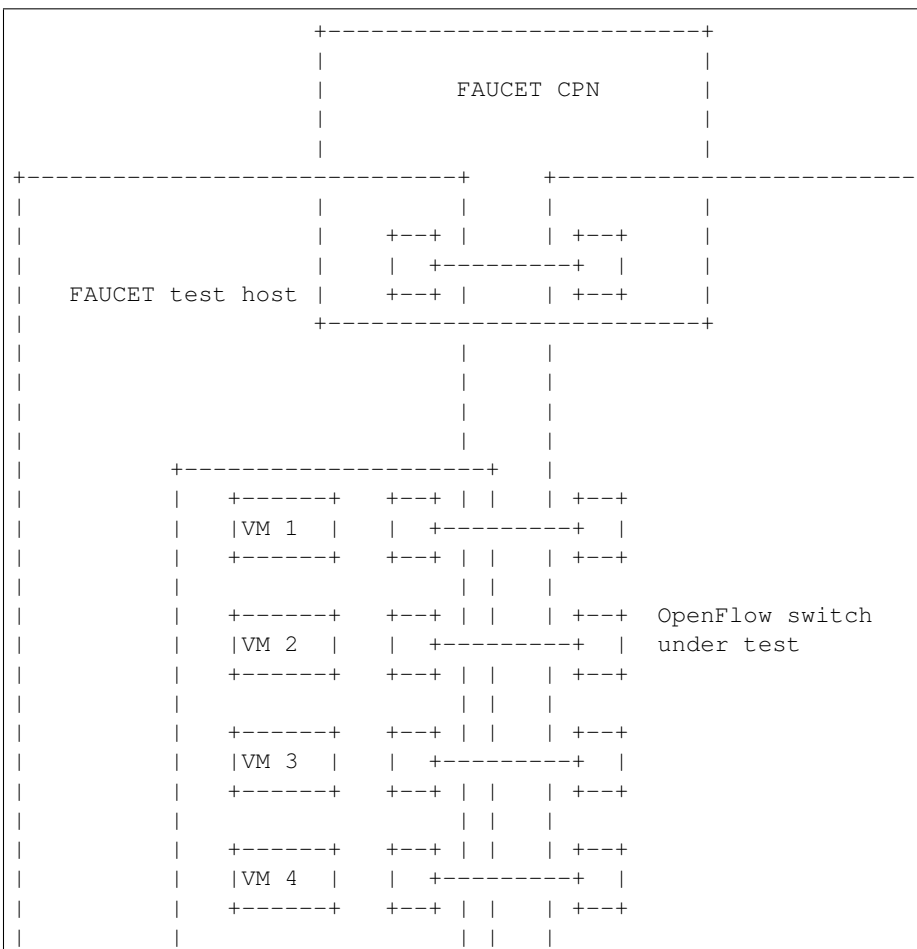 FAUCET CPN
FAUCET test host
VM 1
OpenFlow switch
VM 2
under test
VM 3
VM 4